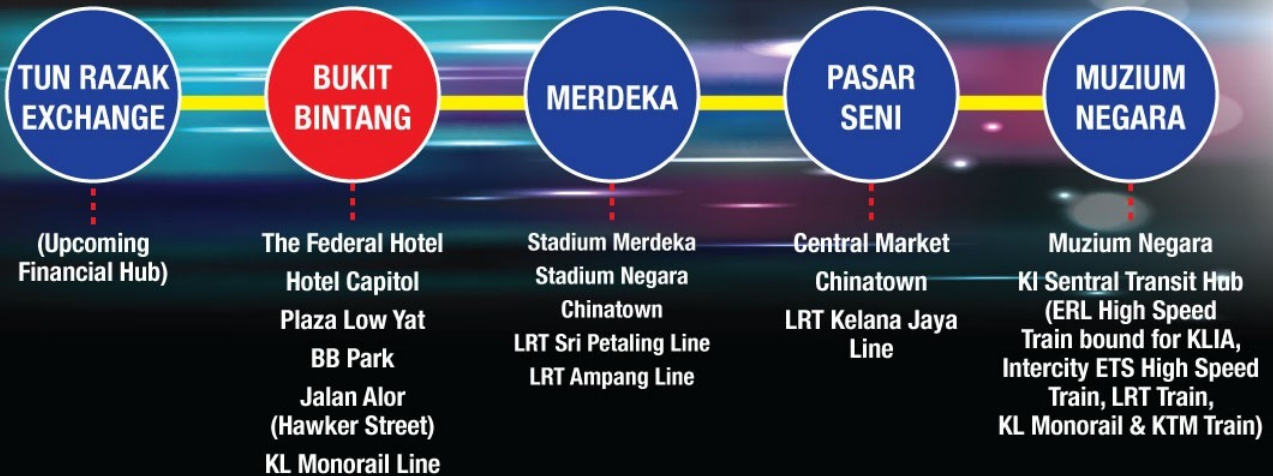 TUN RAZAK
EXCHANGE
BUKIT
BINTANG
MERDEKA
PASAR
SENI
MUZIUM
NEGARA
(Upcoming
Financial Hub)
The Federal Hotel
Hotel Capitol
Plaza Low Yat
BB Park
Jalan Alor
(Hawker Street)
KL Monorail Line
Stadium Merdeka
Stadium Negara
Chinatown
LRT Sri Petaling Line
LRT Ampang Line
Central Market
Chinatown
LRT Kelana Jaya
Line
Muzium Negara
Kl Sentral Transit Hub
(ERL High Speed
Train bound for KLIA,
Intercity ETS High Speed
Train, LRT Train,
KL Monorail & KTM Train)